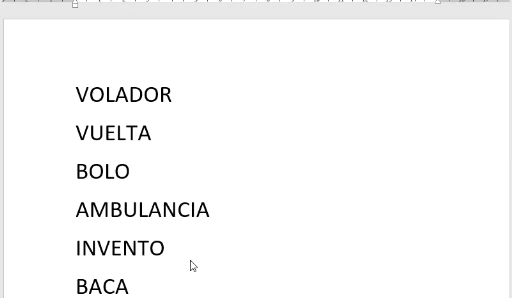 VOLADOR
VUELTA
BOLO
AMBULANCIA
INVENTO
BACA